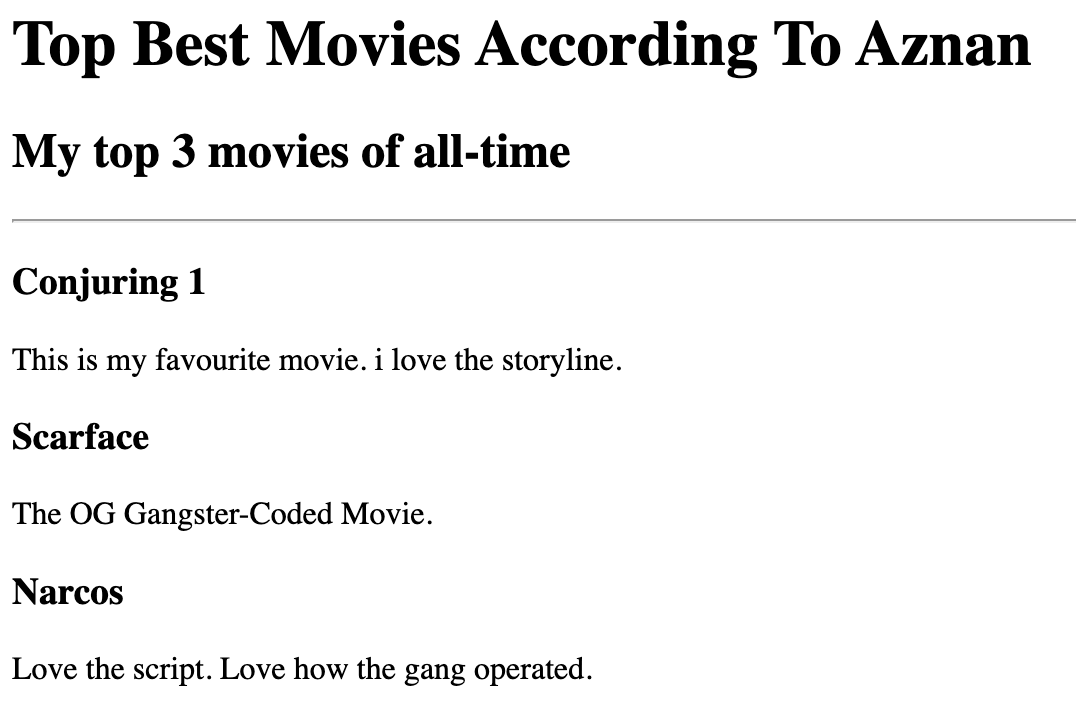 Top Best Movies According To Aznan
My top 3 movies of all-time
Conjuring 1
This is my favourite movie. i love the storyline.
Scarface
The OG Gangster-Coded Movie.
Narcos
Love the script. Love how the gang operated.